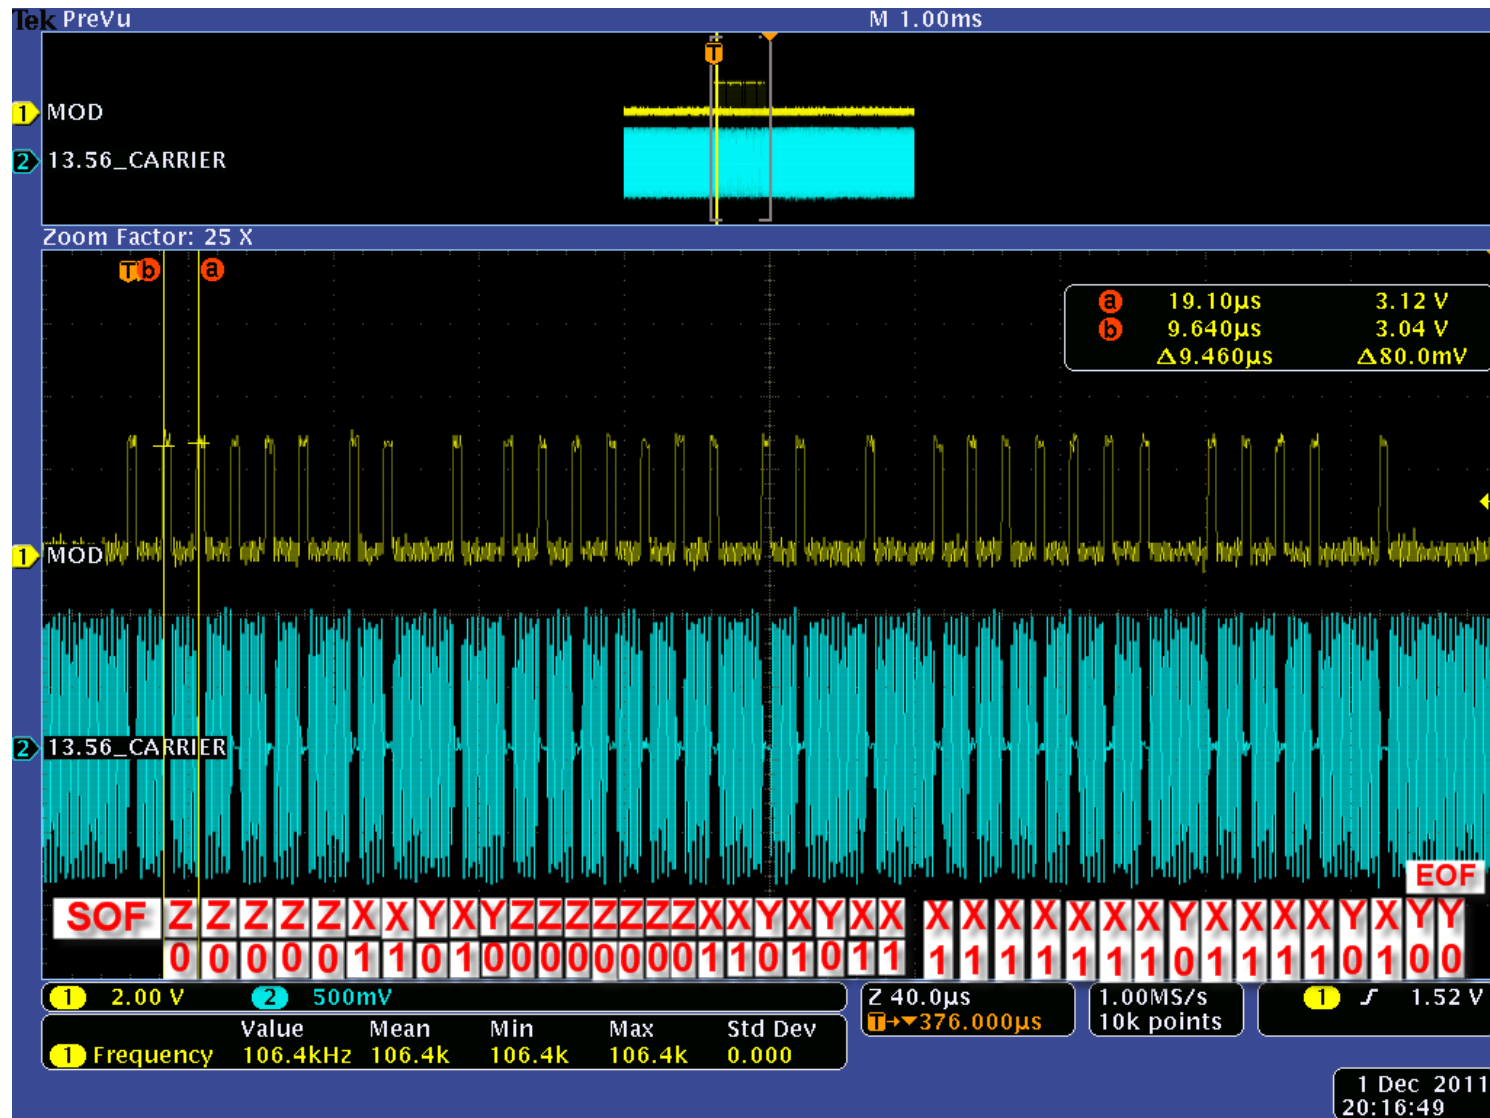 Tek PreVu M 1.00ms
T
1 MOD
2 13.56_CARRIER
Zoom Factor: 25 X
T b a
a 19.10µs 3.12 V
b 9.640µs 3.04 V
Δ9.460µs Δ80.0mV
1 MOD
2 13.56_CARRIER
EOF
SOF Z Z Z Z Z X X Y X Y Z Z Z Z Z Z X X Y X Y X X X X X X X X X Y X X X X Y X Y Y
0 0 0 0 0 1 1 0 1 0 0 0 0 0 0 0 1 1 0 1 0 1 1 1 1 1 1 1 1 1 0 1 1 1 1 0 1 0 0
1 2.00 V 2 500mV Z 40.0µs 1.00MS/s 1 1.52 V
T→▼376.000µs 10k points
Value Mean Min Max Std Dev
1 Frequency 106.4kHz 106.4k 106.4k 106.4k 0.000
1 Dec 2011
20:16:49